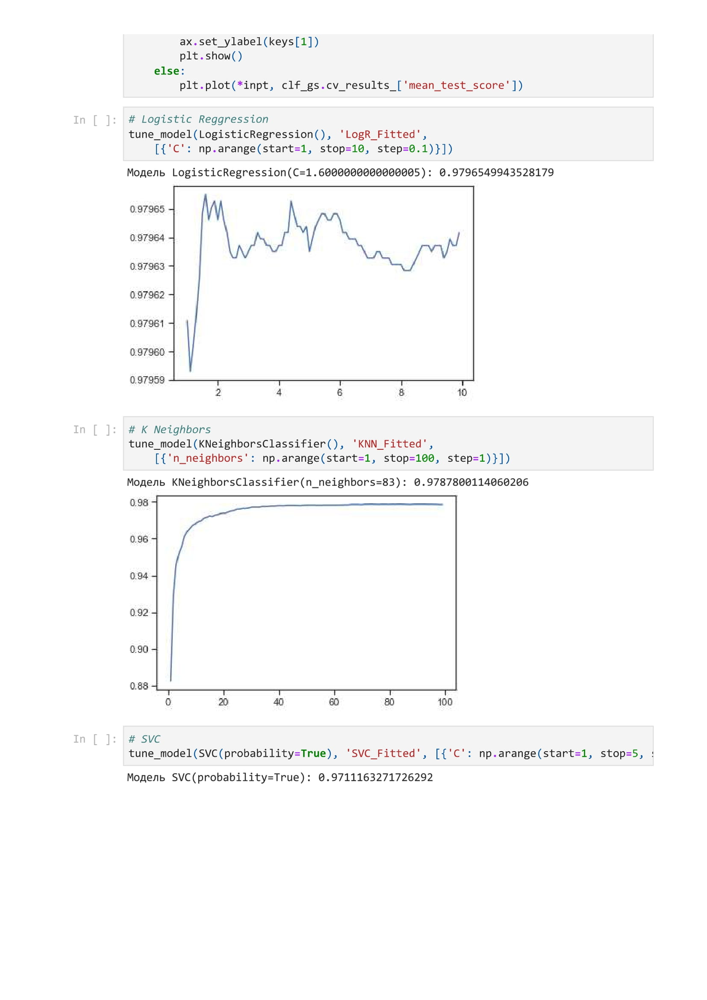 ax.set_ylabel(keys[1])
plt.show()
else:
plt.plot(*inpt, clf_gs.cv_results_['mean_test_score'])
In [ ]:
# Logistic Reggression
tune_model(LogisticRegression(), 'LogR_Fitted',
[{'C': np.arange(start=1, stop=10, step=0.1)}])
Модель LogisticRegression(C=1.6000000000000005): 0.9796549943528179
0.97965
0.97964
0.97963
0.97962
0.97961
0.97960
0.97959
2 4 6 8 10
In [ ]:
# K Neighbors
tune_model(KNeighborsClassifier(), 'KNN_Fitted',
[{'n_neighbors': np.arange(start=1, stop=100, step=1)}])
Модель KNeighborsClassifier(n_neighbors=83): 0.9787800114060206
0.98
0.96
0.94
0.92
0.90
0.88
0 20 40 60 80 100
In [ ]:
# SVC
tune_model(SVC(probability=True), 'SVC_Fitted', [{'C': np.arange(start=1, stop=5,
Модель SVC(probability=True): 0.9711163271726292